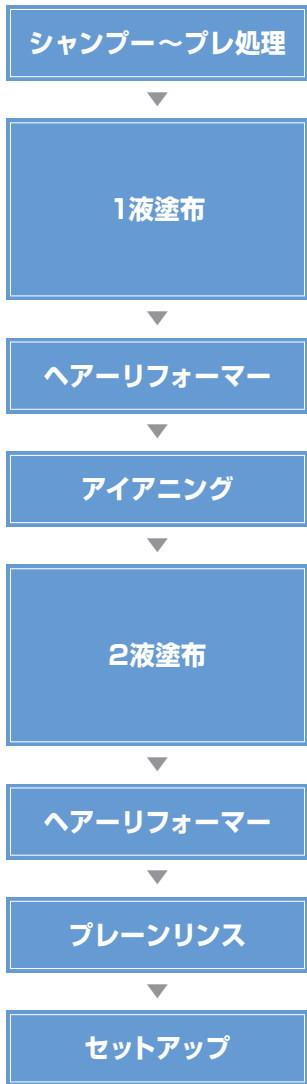 シャンプー～プレ処理
1液塗布
ヘアーリフォーマー
アイアニング
2液塗布
ヘアーリフォーマー
プレーンリンス
セットアップ